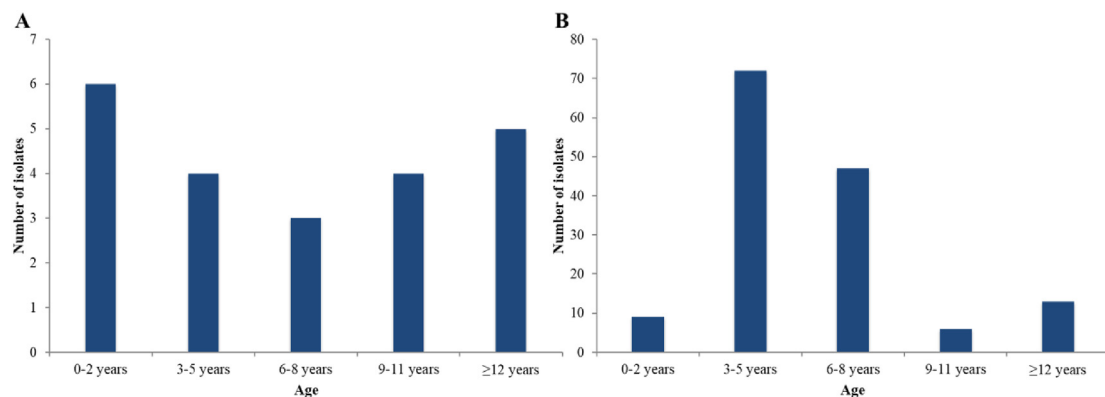 A
7
6
5
4
3
2
1
0
Number of isolates
0-2 years 3-5 years 6-8 years 9-11 years ≥12 years
Age
B
80
70
60
50
40
30
20
10
0
Number of isolates
0-2 years 3-5 years 6-8 years 9-11 years ≥12 years
Age